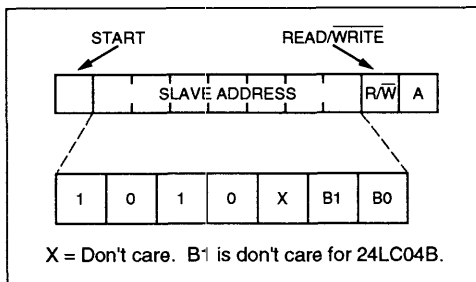 START READ/WRITE
SLAVE ADDRESS R/W A
1 0 1 0 X B1 B0
X = Don't care. B1 is don't care for 24LC04B.